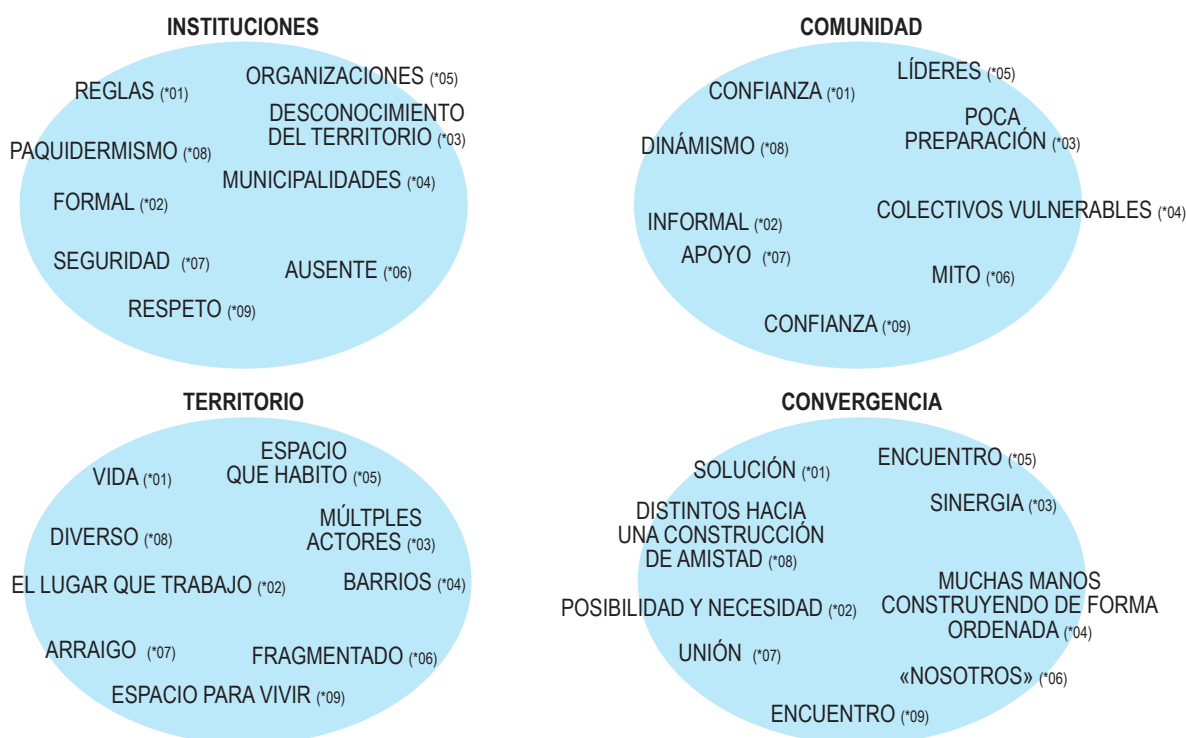 INSTITUCIONES
REGLAS (*01)
ORGANIZACIONES (*05)
DESCONOCIMIENTO
DEL TERRITORIO (*03)
PAQUIDERMISMO (*08)
MUNICIPALIDADES (*04)
FORMAL (*02)
SEGURIDAD (*07)
AUSENTE (*06)
RESPETO (*09)
COMUNIDAD
LÍDERES (*05)
CONFIANZA (*01)
POCA
PREPARACIÓN (*03)
DINÁMISMO (*08)
COLECTIVOS VULNERABLES (*04)
INFORMAL (*02)
APOYO (*07)
MITO (*06)
CONFIANZA (*09)
TERRITORIO
ESPACIO
QUE HABITO (*05)
VIDA (*01)
MÚLTPLES
ACTORES (*03)
DIVERSO (*08)
EL LUGAR QUE TRABAJO (*02)
BARRIOS (*04)
ARRAIGO (*07)
FRAGMENTADO (*06)
ESPACIO PARA VIVIR (*09)
CONVERGENCIA
ENCUENTRO (*05)
SOLUCIÓN (*01)
SINERGIA (*03)
DISTINTOS HACIA
UNA CONSTRUCCIÓN
DE AMISTAD (*08)
MUCHAS MANOS
CONSTRUYENDO DE FORMA
ORDENADA (*04)
POSIBILIDAD Y NECESIDAD (*02)
UNIÓN (*07)
«NOSOTROS» (*06)
ENCUENTRO (*09)